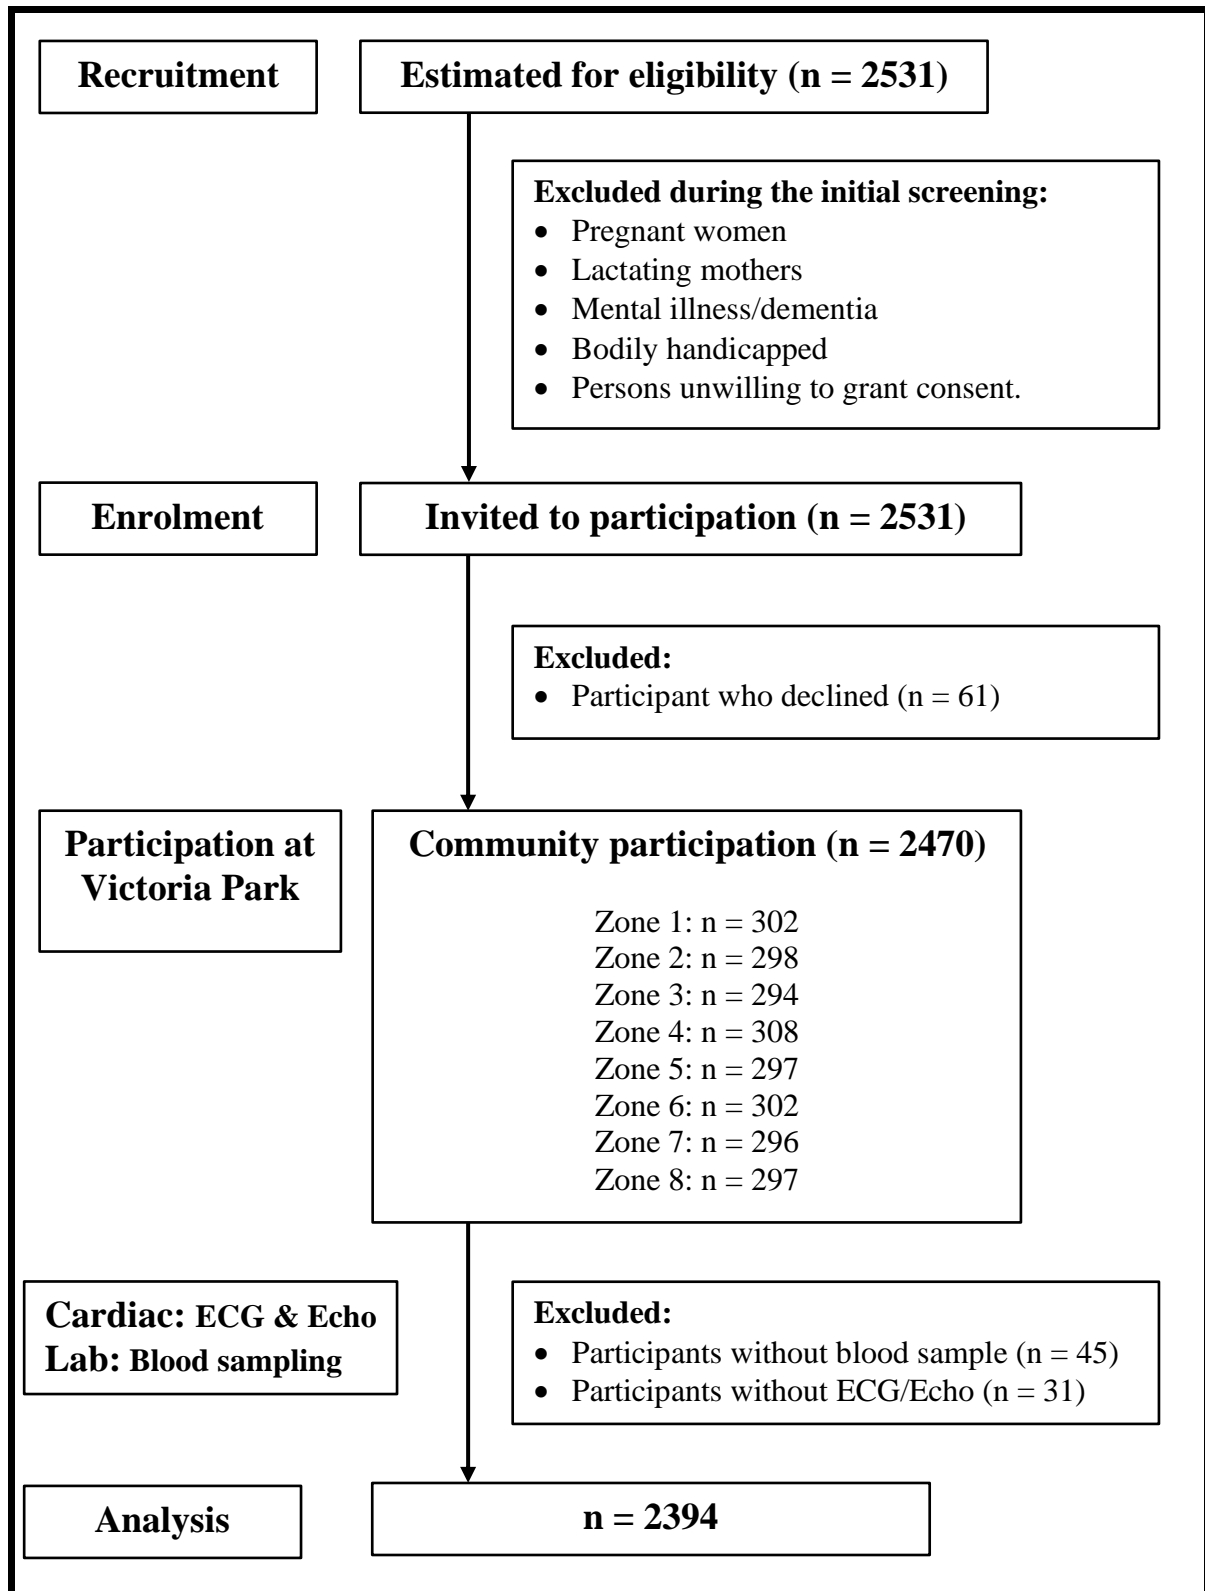 Recruitment
Estimated for eligibility (n = 2531)
Excluded during the initial screening:
• Pregnant women
• Lactating mothers
• Mental illness/dementia
• Bodily handicapped
• Persons unwilling to grant consent.
Enrolment
Invited to participation (n = 2531)
Excluded:
• Participant who declined (n = 61)
Participation at
Victoria Park
Community participation (n = 2470)
Zone 1: n = 302
Zone 2: n = 298
Zone 3: n = 294
Zone 4: n = 308
Zone 5: n = 297
Zone 6: n = 302
Zone 7: n = 296
Zone 8: n = 297
Cardiac: ECG & Echo
Lab: Blood sampling
Excluded:
• Participants without blood sample (n = 45)
• Participants without ECG/Echo (n = 31)
Analysis
n = 2394